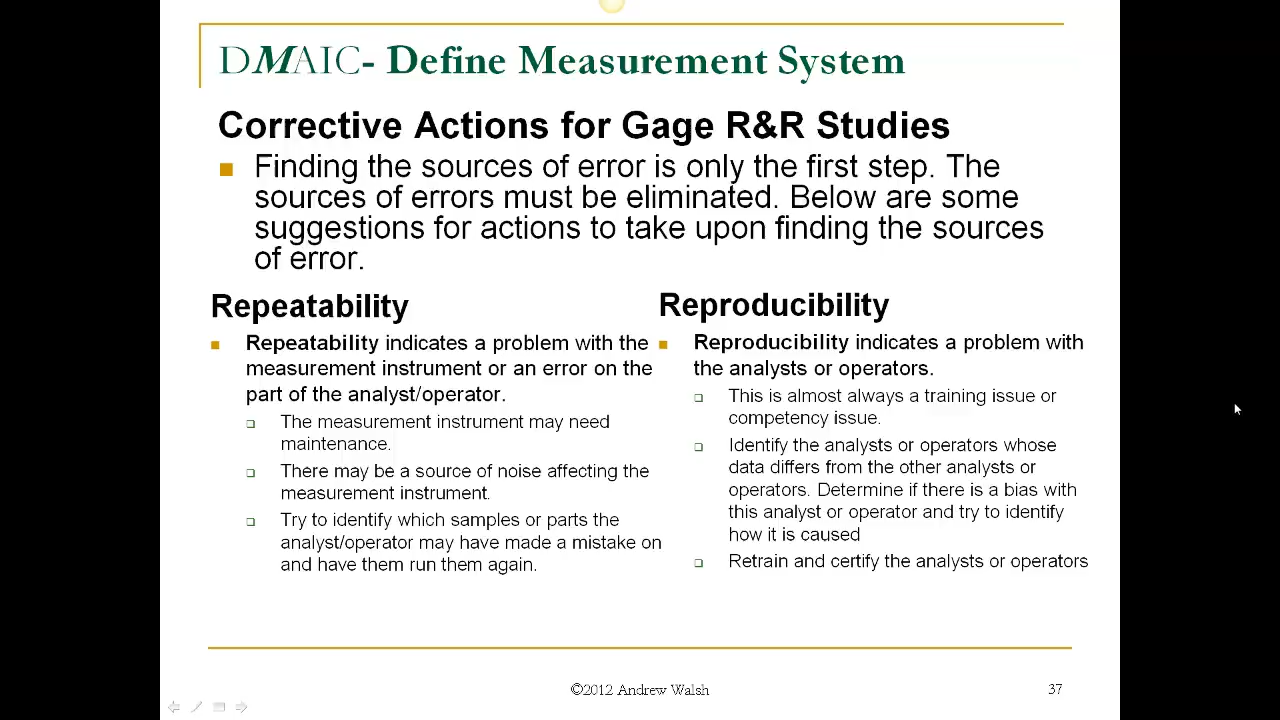 DMAIC- Define Measurement System
Corrective Actions for Gage R&R Studies
Finding the sources of error is only the first step. The
sources of errors must be eliminated. Below are some
suggestions for actions to take upon finding the sources
of error.
Repeatability
Repeatability indicates a problem with the
measurement instrument or an error on the
part of the analyst/operator.
The measurement instrument may need
maintenance.
There may be a source of noise affecting the
measurement instrument.
Try to identify which samples or parts the
analyst/operator may have made a mistake on
and have them run them again.
Reproducibility
Reproducibility indicates a problem with
the analysts or operators.
This is almost always a training issue or
competency issue.
Identify the analysts or operators whose
data differs from the other analysts or
operators. Determine if there is a bias with
this analyst or operator and try to identify
how it is caused
Retrain and certify the analysts or operators
©2012 Andrew Walsh
37